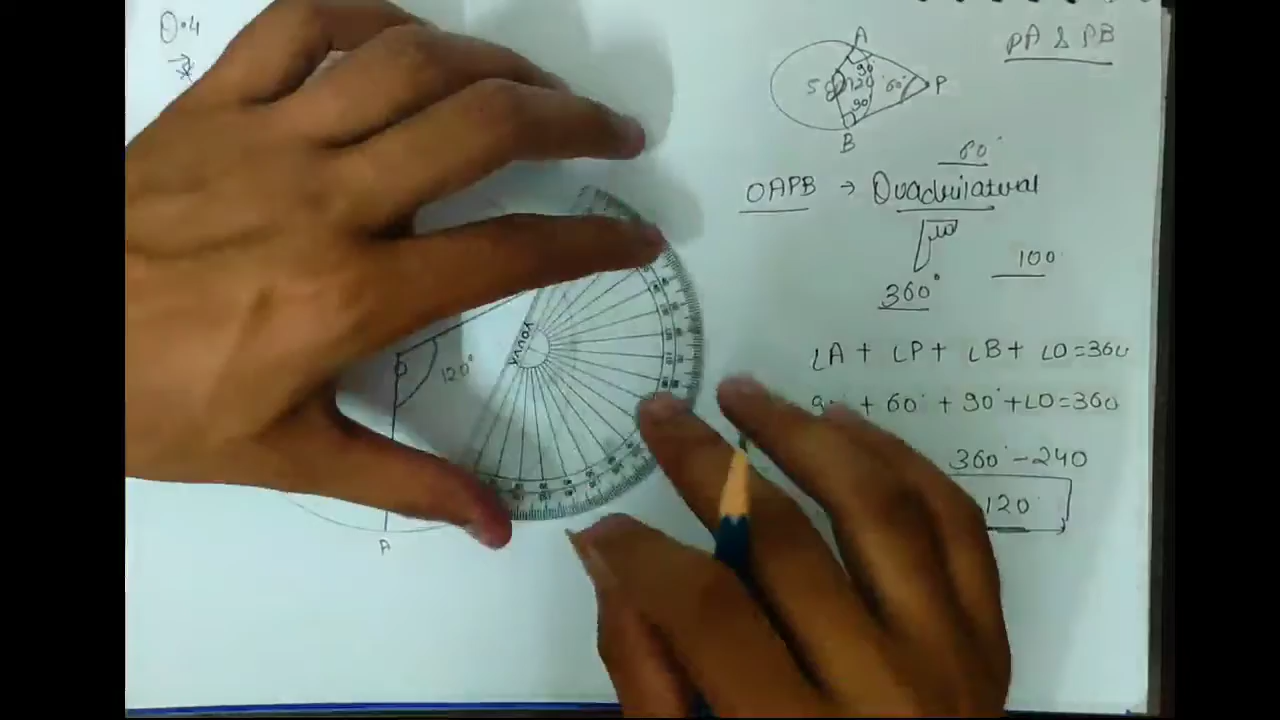 Q.4
PA & PB
A
90
5 O 120° 60° P
90
B
60°
OAPB → Quadrilateral
360°
100
∠A + ∠P + ∠B + ∠O = 360
+ 60° + 90° + ∠O = 360
360° - 240
120°
O
120°
YOUVA
A